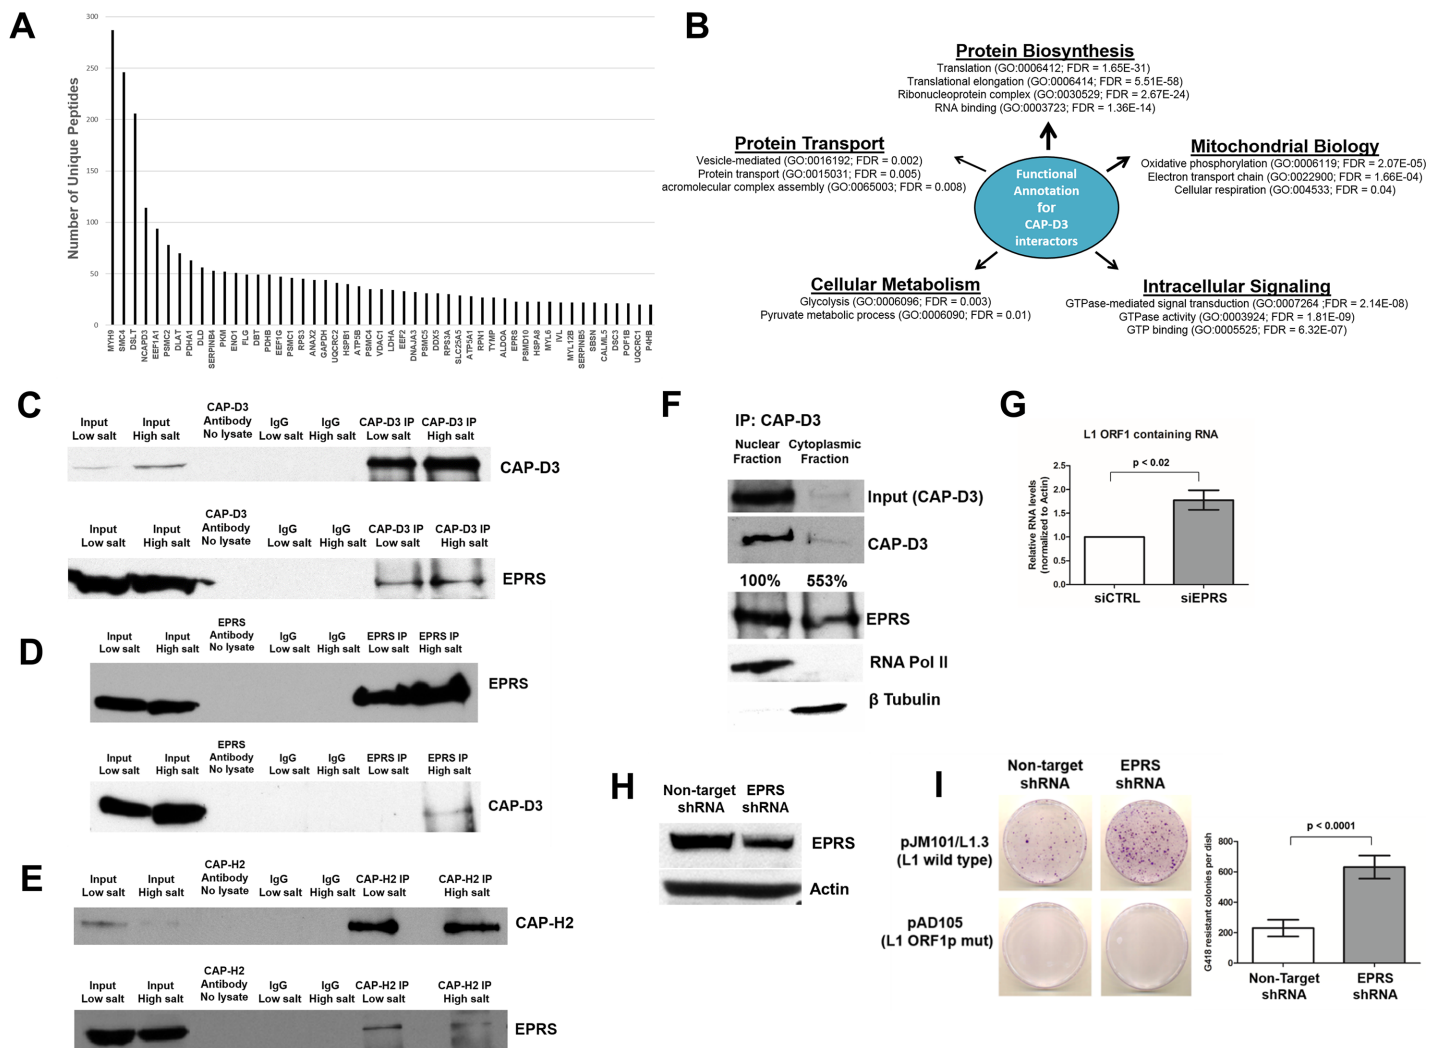 A
300
250
200
150
100
50
0
Number of Unique Peptides
MYH9
SMC4
DSLT
NCAPD3
EEF1A1
PSMC2
DLAT
PDHA1
DLD
SERPINB4
PKM
ENO1
FLG
DBT
PDHB
EEF1G
PSMC1
RPS3
ANAX2
GAPDH
UQCRC2
HSPB1
ATP5B
PSMC4
VDAC1
LDHA
EEF2
DNAJA3
PSMC5
DDX5
RPS3A
SLC25A5
ATP5A1
RPN1
TYMP
ALDOA
EPRS
PSMD10
HSPA8
MYL6
IVL
MYL12B
SERPINB5
SBSN
CALML5
DSC3
POF1B
UQCRC1
P4HB
B
Protein Biosynthesis
Translation (GO:0006412; FDR = 1.65E-31)
Translational elongation (GO:0006414; FDR = 5.51E-58)
Ribonucleoprotein complex (GO:0030529; FDR = 2.67E-24)
RNA binding (GO:0003723; FDR = 1.36E-14)
Protein Transport
Vesicle-mediated (GO:0016192; FDR = 0.002)
Protein transport (GO:0015031; FDR = 0.005)
acromolecular complex assembly (GO:0065003; FDR = 0.008)
Mitochondrial Biology
Oxidative phosphorylation (GO:0006119; FDR = 2.07E-05)
Electron transport chain (GO:0022900; FDR = 1.66E-04)
Cellular respiration (GO:004533; FDR = 0.04)
Functional
Annotation
for
CAP-D3
interactors
Cellular Metabolism
Glycolysis (GO:0006096; FDR = 0.003)
Pyruvate metabolic process (GO:0006090; FDR = 0.01)
Intracellular Signaling
GTPase-mediated signal transduction (GO:0007264 ;FDR = 2.14E-08)
GTPase activity (GO:0003924; FDR = 1.81E-09)
GTP binding (GO:0005525; FDR = 6.32E-07)
C
Input Low salt
Input High salt
CAP-D3 Antibody No lysate
IgG Low salt
IgG High salt
CAP-D3 IP Low salt
CAP-D3 IP High salt
CAP-D3
Input Low salt
Input High salt
CAP-D3 Antibody No lysate
IgG Low salt
IgG High salt
CAP-D3 IP Low salt
CAP-D3 IP High salt
EPRS
D
Input Low salt
Input High salt
EPRS Antibody No lysate
IgG Low salt
IgG High salt
EPRS IP Low salt
EPRS IP High salt
EPRS
Input Low salt
Input High salt
EPRS Antibody No lysate
IgG Low salt
IgG High salt
EPRS IP Low salt
EPRS IP High salt
CAP-D3
E
Input Low salt
Input High salt
CAP-H2 Antibody No lysate
IgG Low salt
IgG High salt
CAP-H2 IP Low salt
CAP-H2 IP High salt
CAP-H2
Input Low salt
Input High salt
CAP-H2 Antibody No lysate
IgG Low salt
IgG High salt
CAP-H2 IP Low salt
CAP-H2 IP High salt
EPRS
F
IP: CAP-D3
Nuclear Fraction
Cytoplasmic Fraction
Input (CAP-D3)
CAP-D3
100% 553%
EPRS
RNA Pol II
β Tubulin
G
L1 ORF1 containing RNA
p < 0.02
Relative RNA levels
(normalized to Actin)
2.5
2.0
1.5
1.0
0.5
0.0
siCTRL
siEPRS
H
Non-target shRNA
EPRS shRNA
EPRS
Actin
I
Non-target shRNA
EPRS shRNA
pJM101/L1.3
(L1 wild type)
pAD105
(L1 ORF1p mut)
p < 0.0001
G418 resistant colonies per dish
800
600
400
200
0
Non-Target shRNA
EPRS shRNA